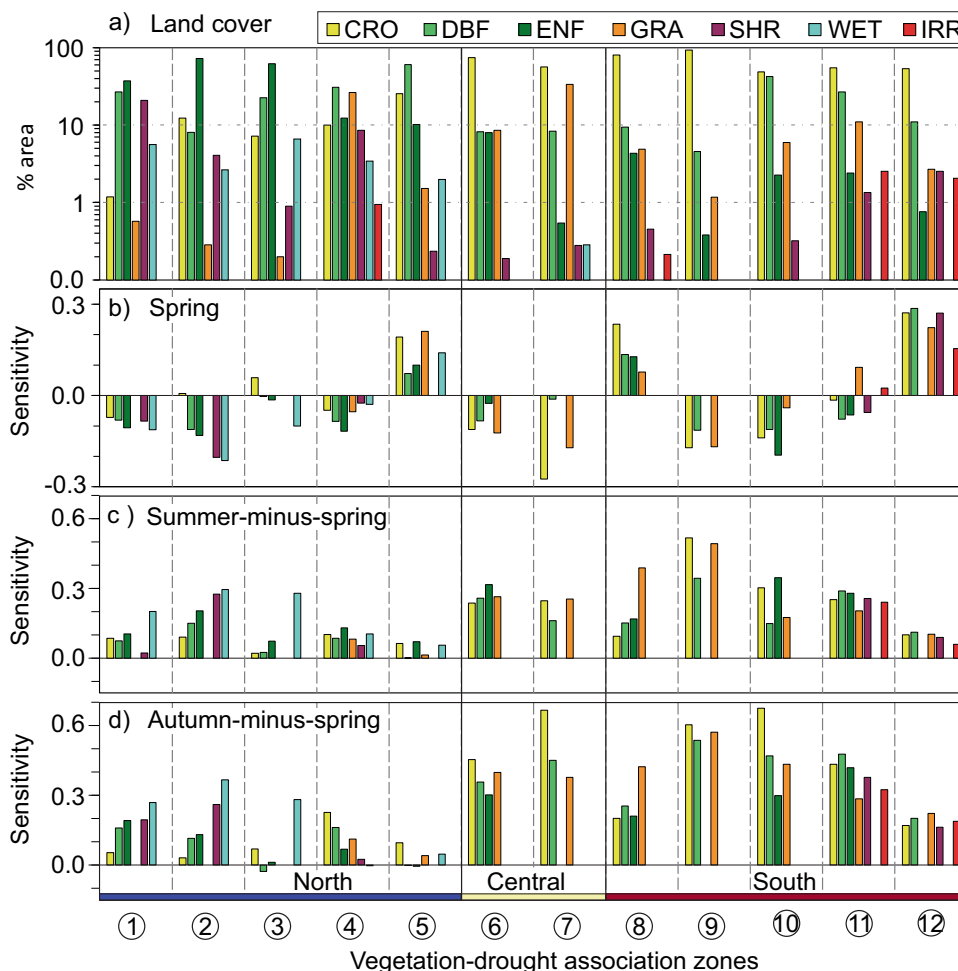 a) Land cover
CRO DBF ENF GRA SHR WET IRR
100
10
1
0.0
% area
b) Spring
0.3
0.0
-0.3
Sensitivity
c ) Summer-minus-spring
0.6
0.3
0.0
Sensitivity
d) Autumn-minus-spring
0.6
0.3
0.0
Sensitivity
North Central South
1 2 3 4 5 6 7 8 9 10 11 12
Vegetation-drought association zones